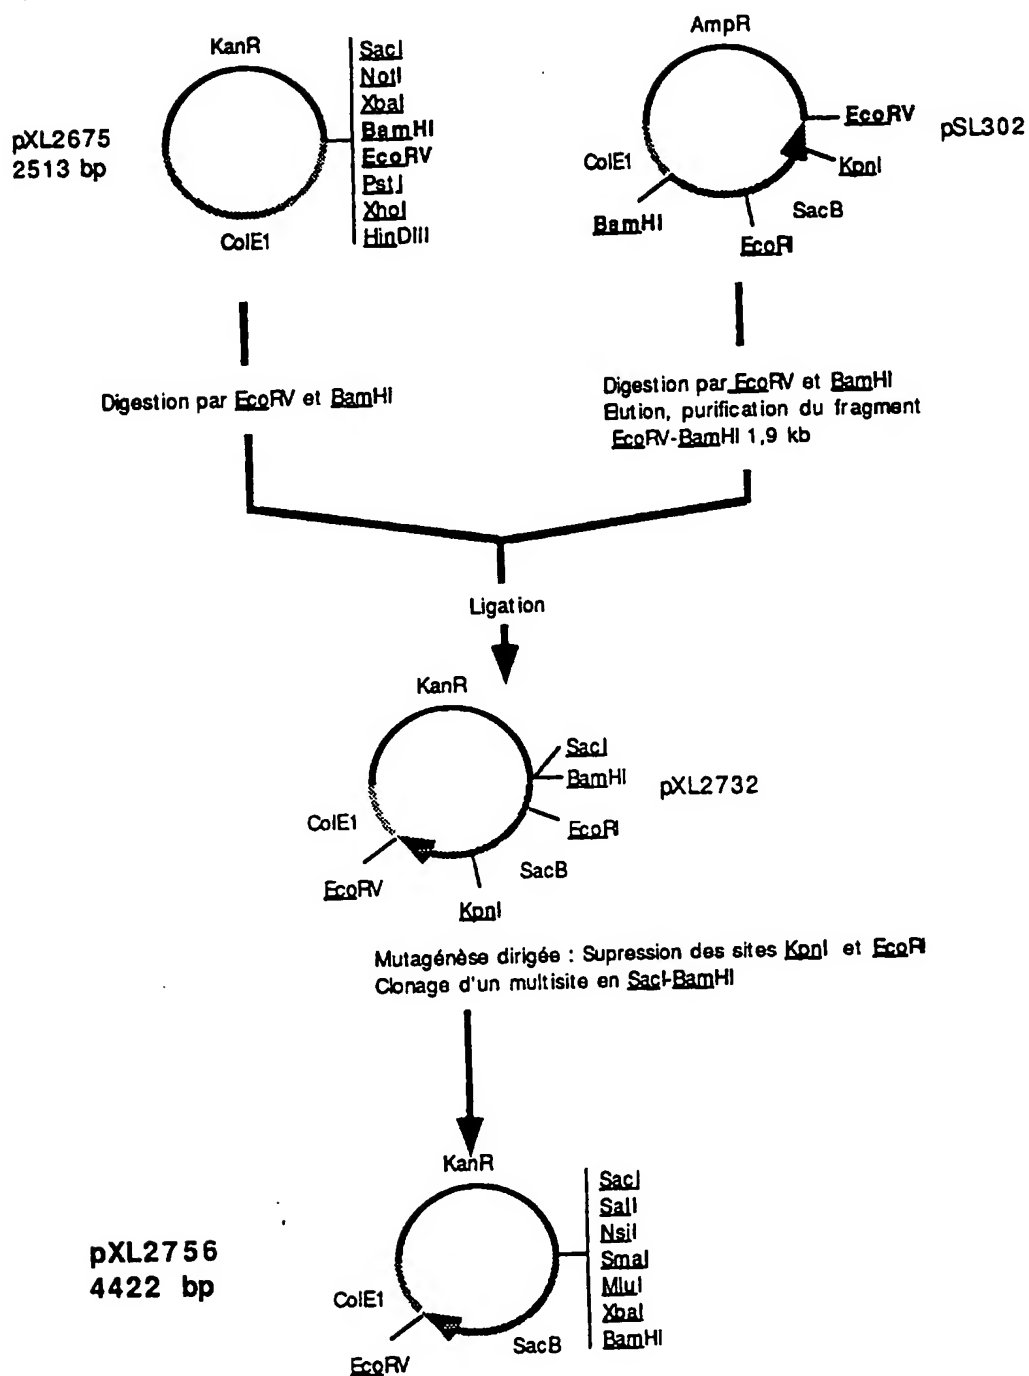 KanR
SacI
NotI
XbaI
BamHI
EcoRV
PstI
XhoI
HinDIII
pXL2675
2513 bp
ColE1
AmpR
EcoRV
pSL302
KpnI
ColE1
SacB
BamHI
EcoRI
Digestion par EcoRV et BamHI
Digestion par EcoRV et BamHI
Elution, purification du fragment
EcoRV-BamHI 1,9 kb
Ligation
KanR
SacI
BamHI
pXL2732
EcoRI
ColE1
SacB
EcoRV
KpnI
Mutagénèse dirigée : Supression des sites KpnI et EcoRI
Clonage d'un multisite en SacI-BamHI
KanR
SacI
SalI
NsiI
SmaI
MluI
XbaI
BamHI
pXL2756
4422 bp
ColE1
SacB
EcoRV